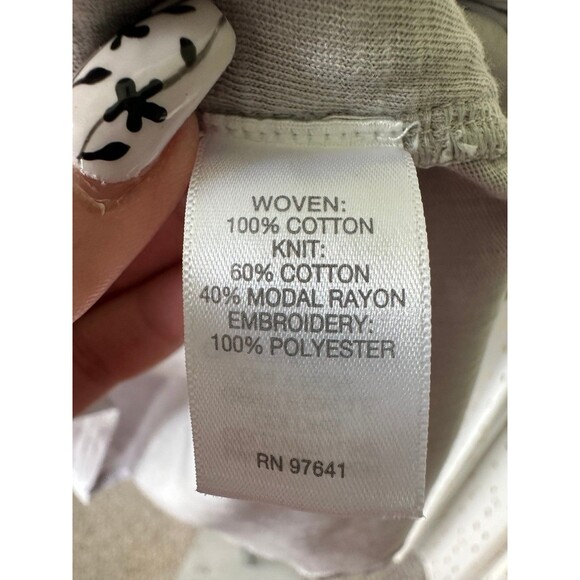 WOVEN:
100% COTTON
KNIT:
60% COTTON
40% MODAL RAYON
EMBROIDERY:
100% POLYESTER
RN 97641